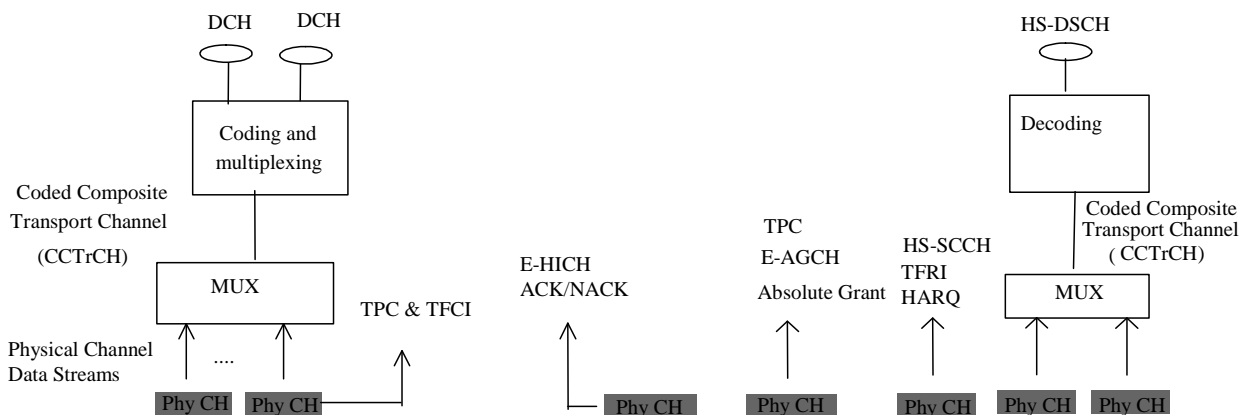 DCH
DCH
Coding and
multiplexing
Coded Composite
Transport Channel
(CCTrCH)
MUX
TPC & TFCI
Physical Channel
Data Streams
....
Phy CH
Phy CH
E-HICH
ACK/NACK
Phy CH
TPC
E-AGCH
Absolute Grant
Phy CH
HS-SCCH
TFRI
HARQ
Phy CH
HS-DSCH
Decoding
Coded Composite
Transport Channel
( CCTrCH)
MUX
Phy CH
Phy CH